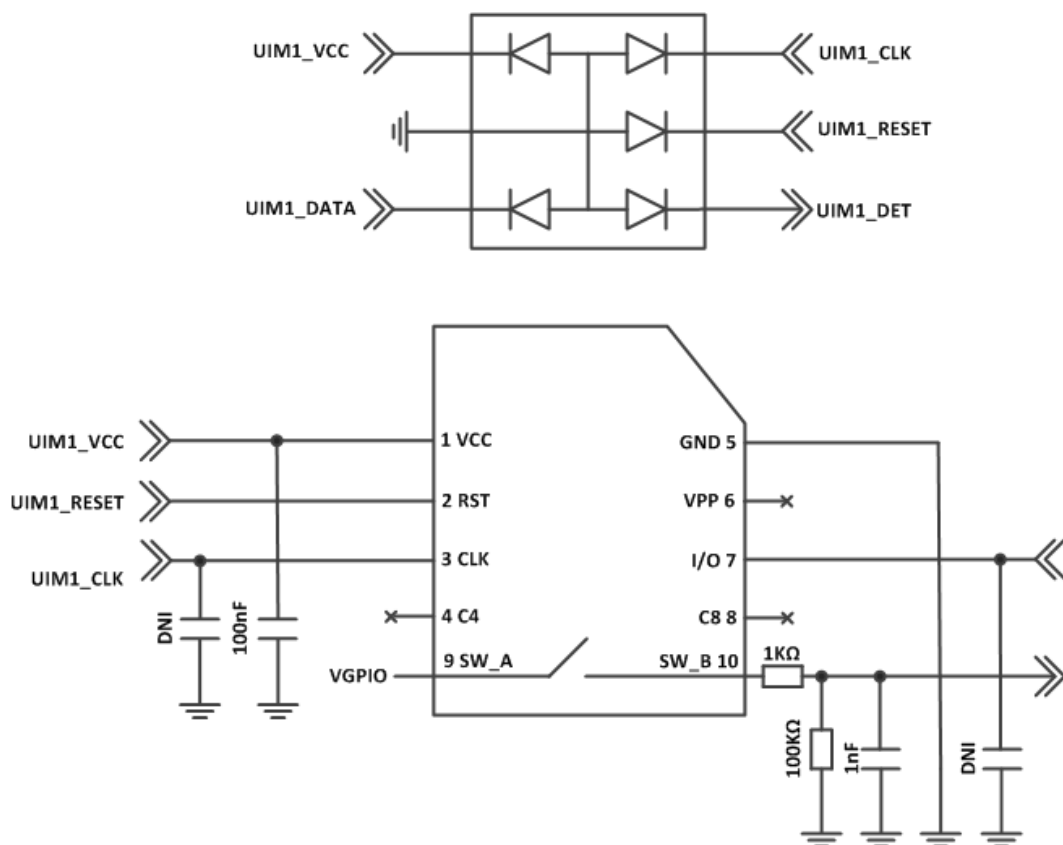 UIM1_VCC
UIM1_CLK
UIM1_RESET
UIM1_DATA
UIM1_DET
UIM1_VCC
1 VCC
GND 5
UIM1_RESET
2 RST
VPP 6
UIM1_CLK
3 CLK
I/O 7
DNI
100nF
4 C4
C8 8
VGPIO
9 SW_A
SW_B 10
1KΩ
100KΩ
1nF
DNI